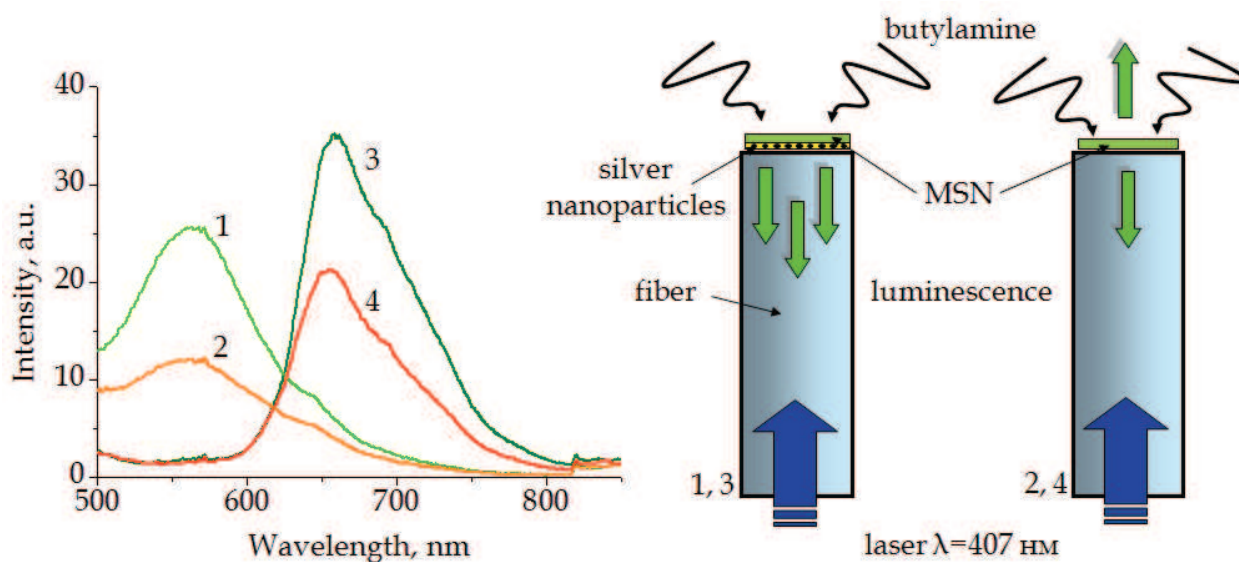 Intensity, a.u.
40
30
20
10
0
500
600
700
800
Wavelength, nm
1
2
3
4
butylamine
silver
nanoparticles
MSN
fiber
luminescence
1, 3
2, 4
laser λ=407 нм